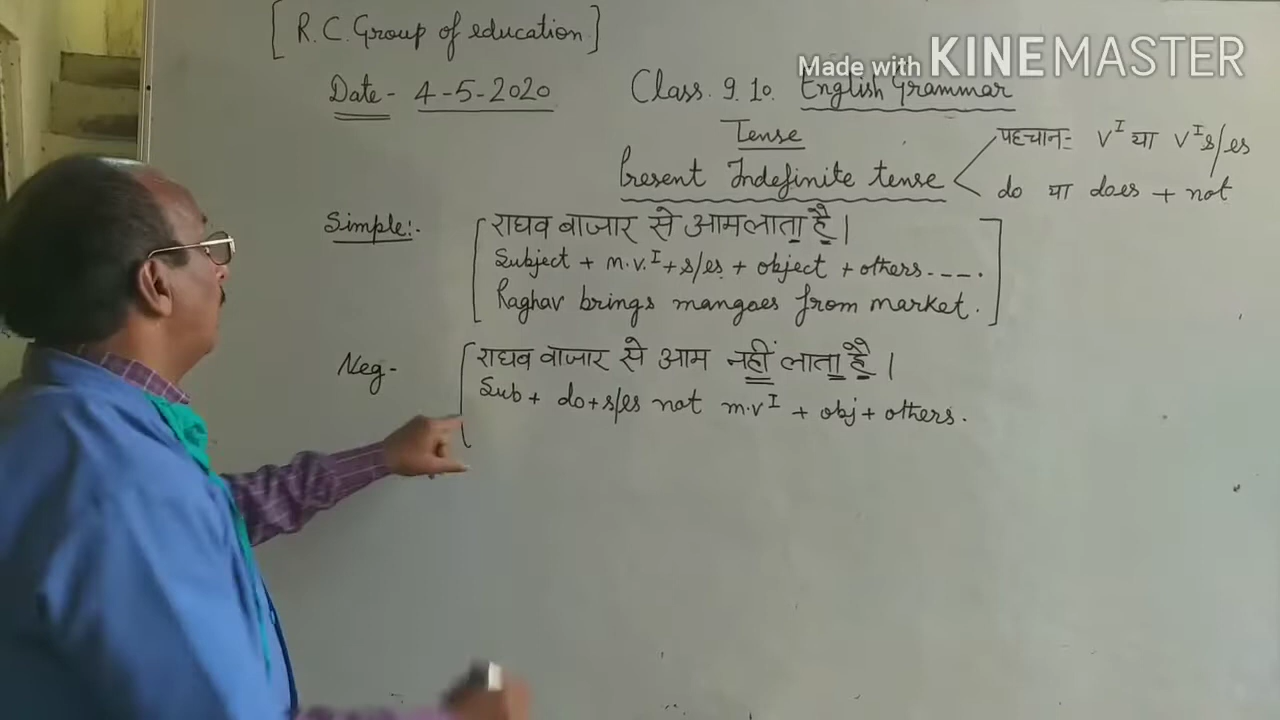 [ R.C. Group of education ]
Made with KINEMASTER
Date - 4-5-2020 Class. 9. 10. English Grammar
Tense
Present Indefinite tense
पहचान:- V^I या V^I s/es
do या does + not
Simple:- [ राघव बाजार से आम लाता है । ]
Subject + m.v.^I + s/es + object + others ----.
Raghav brings mangoes from market.
Neg- [ राघव बाजार से आम नहीं लाता है ।
Sub + do+s/es not m.v^I + obj + others.